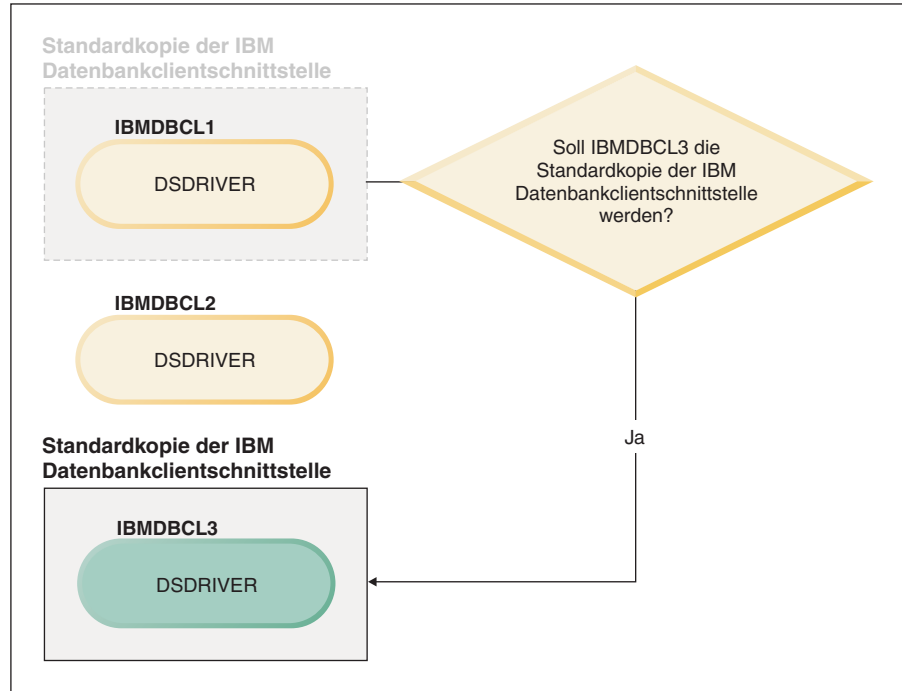 Standardkopie der IBM
Datenbankclientschnittstelle
IBMDBCL1
DSDRIVER
Soll IBMDBCL3 die
Standardkopie der IBM
Datenbankclientschnittstelle
werden?
IBMDBCL2
DSDRIVER
Ja
Standardkopie der IBM
Datenbankclientschnittstelle
IBMDBCL3
DSDRIVER